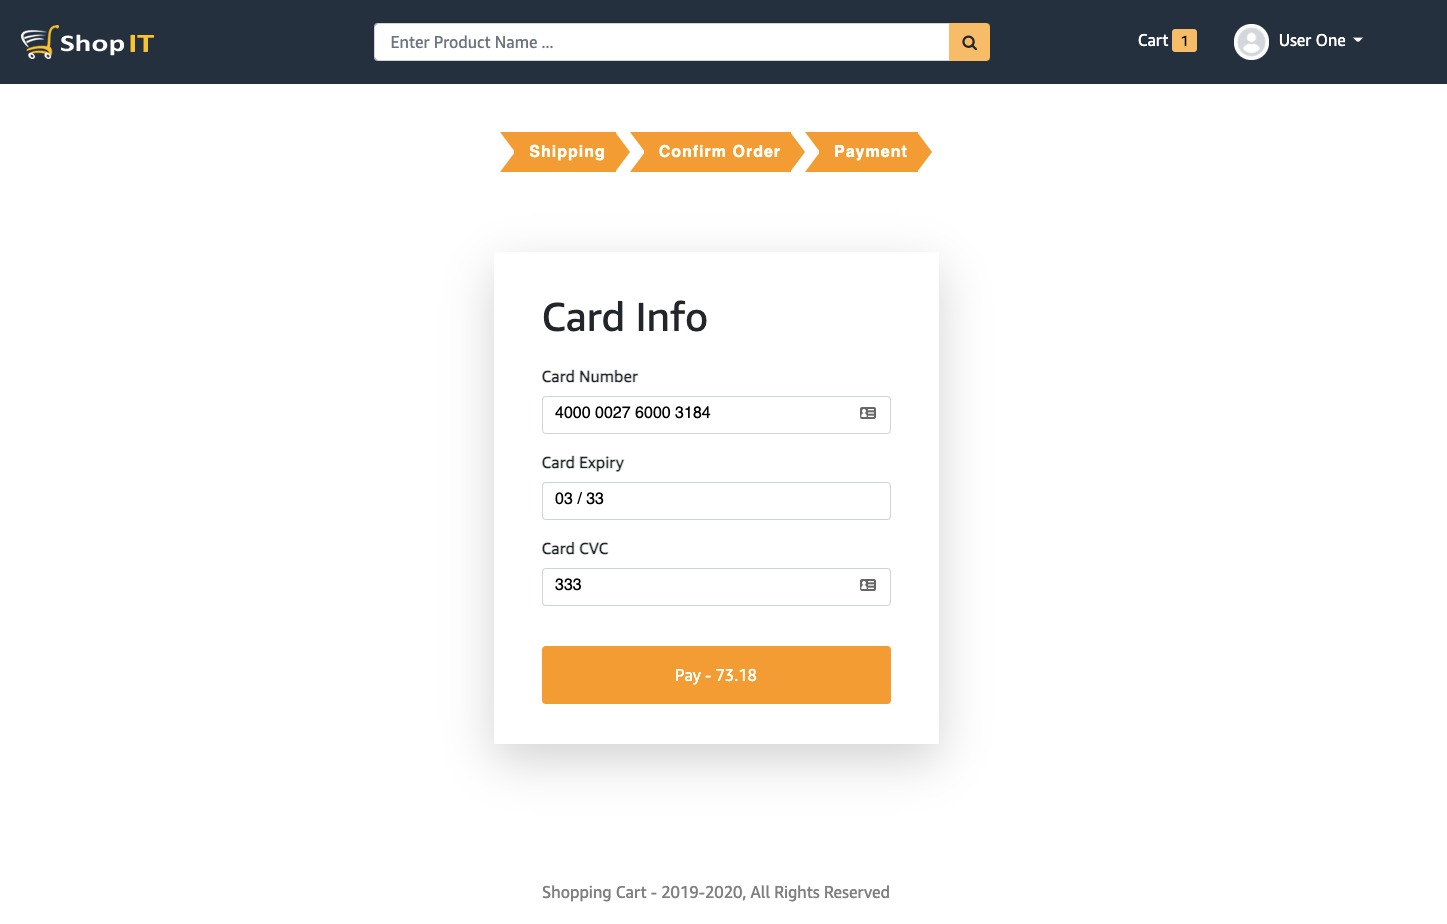 Shop IT
Enter Product Name ...
Cart 1
User One
Shipping
Confirm Order
Payment
Card Info
Card Number
4000 0027 6000 3184
Card Expiry
03 / 33
Card CVC
333
Pay - 73.18
Shopping Cart - 2019-2020, All Rights Reserved